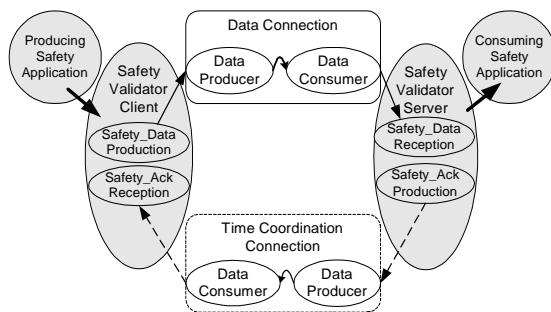 Producing
Safety
Application
Safety
Validator
Client
Safety_Data
Production
Safety_Ack
Reception
Data Connection
Data
Producer
Data
Consumer
Time Coordination
Connection
Data
Consumer
Data
Producer
Safety
Validator
Server
Safety_Data
Reception
Safety_Ack
Production
Consuming
Safety
Application